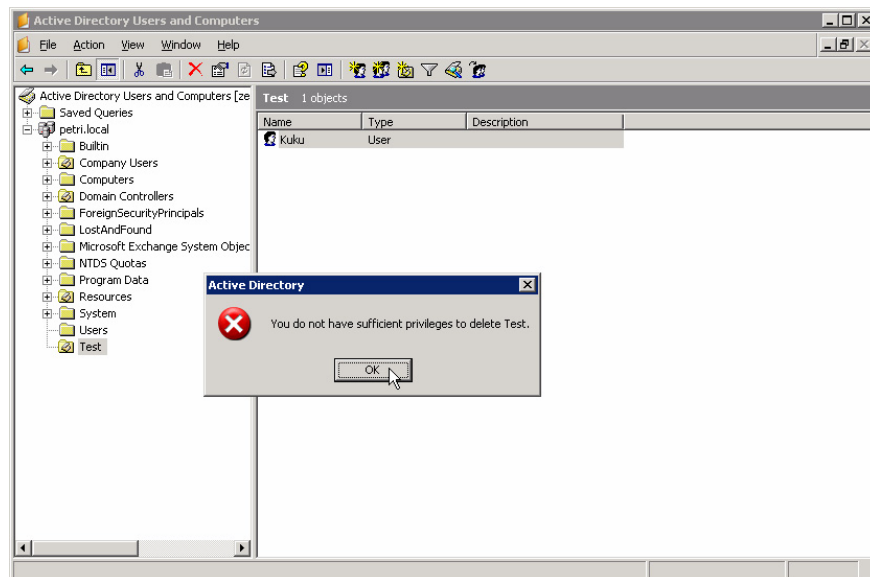 Active Directory Users and Computers
File Action View Window Help
Active Directory Users and Computers [ze
Saved Queries
petri.local
Builtin
Company Users
Computers
Domain Controllers
ForeignSecurityPrincipals
LostAndFound
Microsoft Exchange System Objec
NTDS Quotas
Program Data
Resources
System
Users
Test
Test 1 objects
Name Type Description
Kuku User
Active Directory
You do not have sufficient privileges to delete Test.
OK